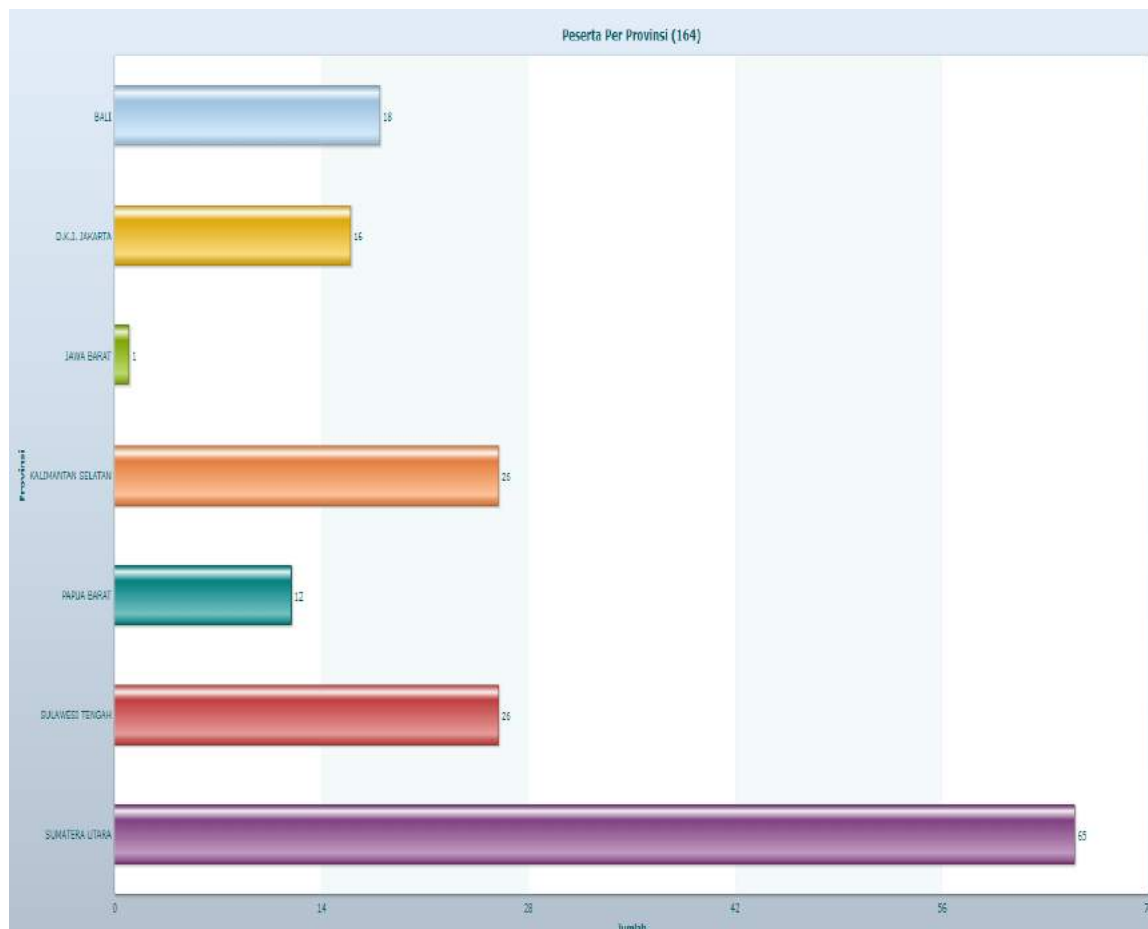 Peserta Per Provinsi (164)
BALI
18
D.K.I. JAKARTA
16
JAWA BARAT
1
Provinsi
KALIMANTAN SELATAN
26
PAPUA BARAT
12
SULAWESI TENGAH
26
SUMATERA UTARA
65
0 14 28 42 56 7
Jumlah